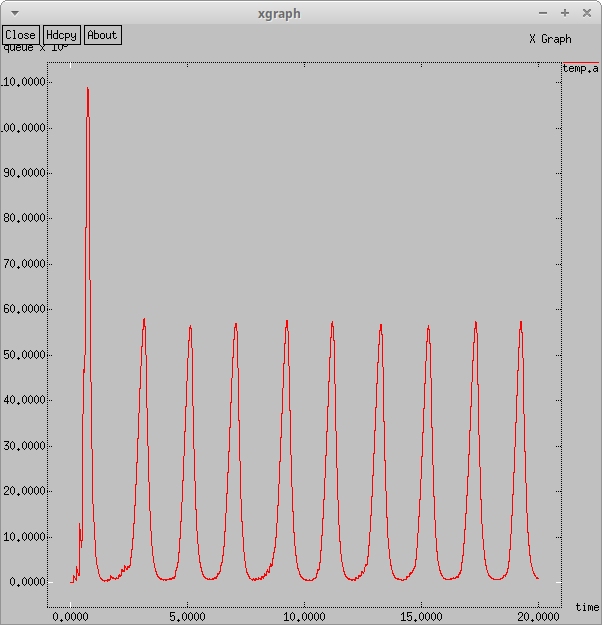 xgraph
Close Hdcpy About
X Graph
queue x 10
temp.a
110.0000
100.0000
90.0000
80.0000
70.0000
60.0000
50.0000
40.0000
30.0000
20.0000
10.0000
0.0000
0.0000 5.0000 10.0000 15.0000 20.0000
time